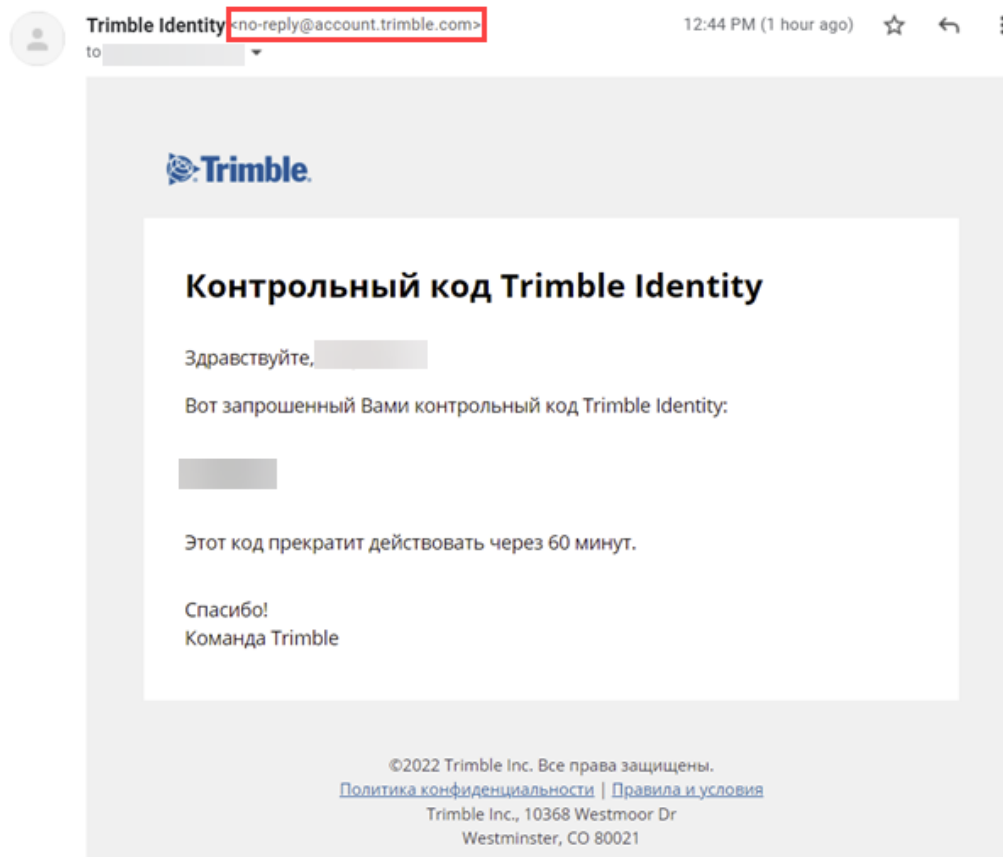 Trimble Identity <no-reply@account.trimble.com> 12:44 PM (1 hour ago)
to
Trimble.
Контрольный код Trimble Identity
Здравствуйте,
Вот запрошенный Вами контрольный код Trimble Identity:
Этот код прекратит действовать через 60 минут.
Спасибо!
Команда Trimble
©2022 Trimble Inc. Все права защищены.
Политика конфиденциальности | Правила и условия
Trimble Inc., 10368 Westmoor Dr
Westminster, CO 80021